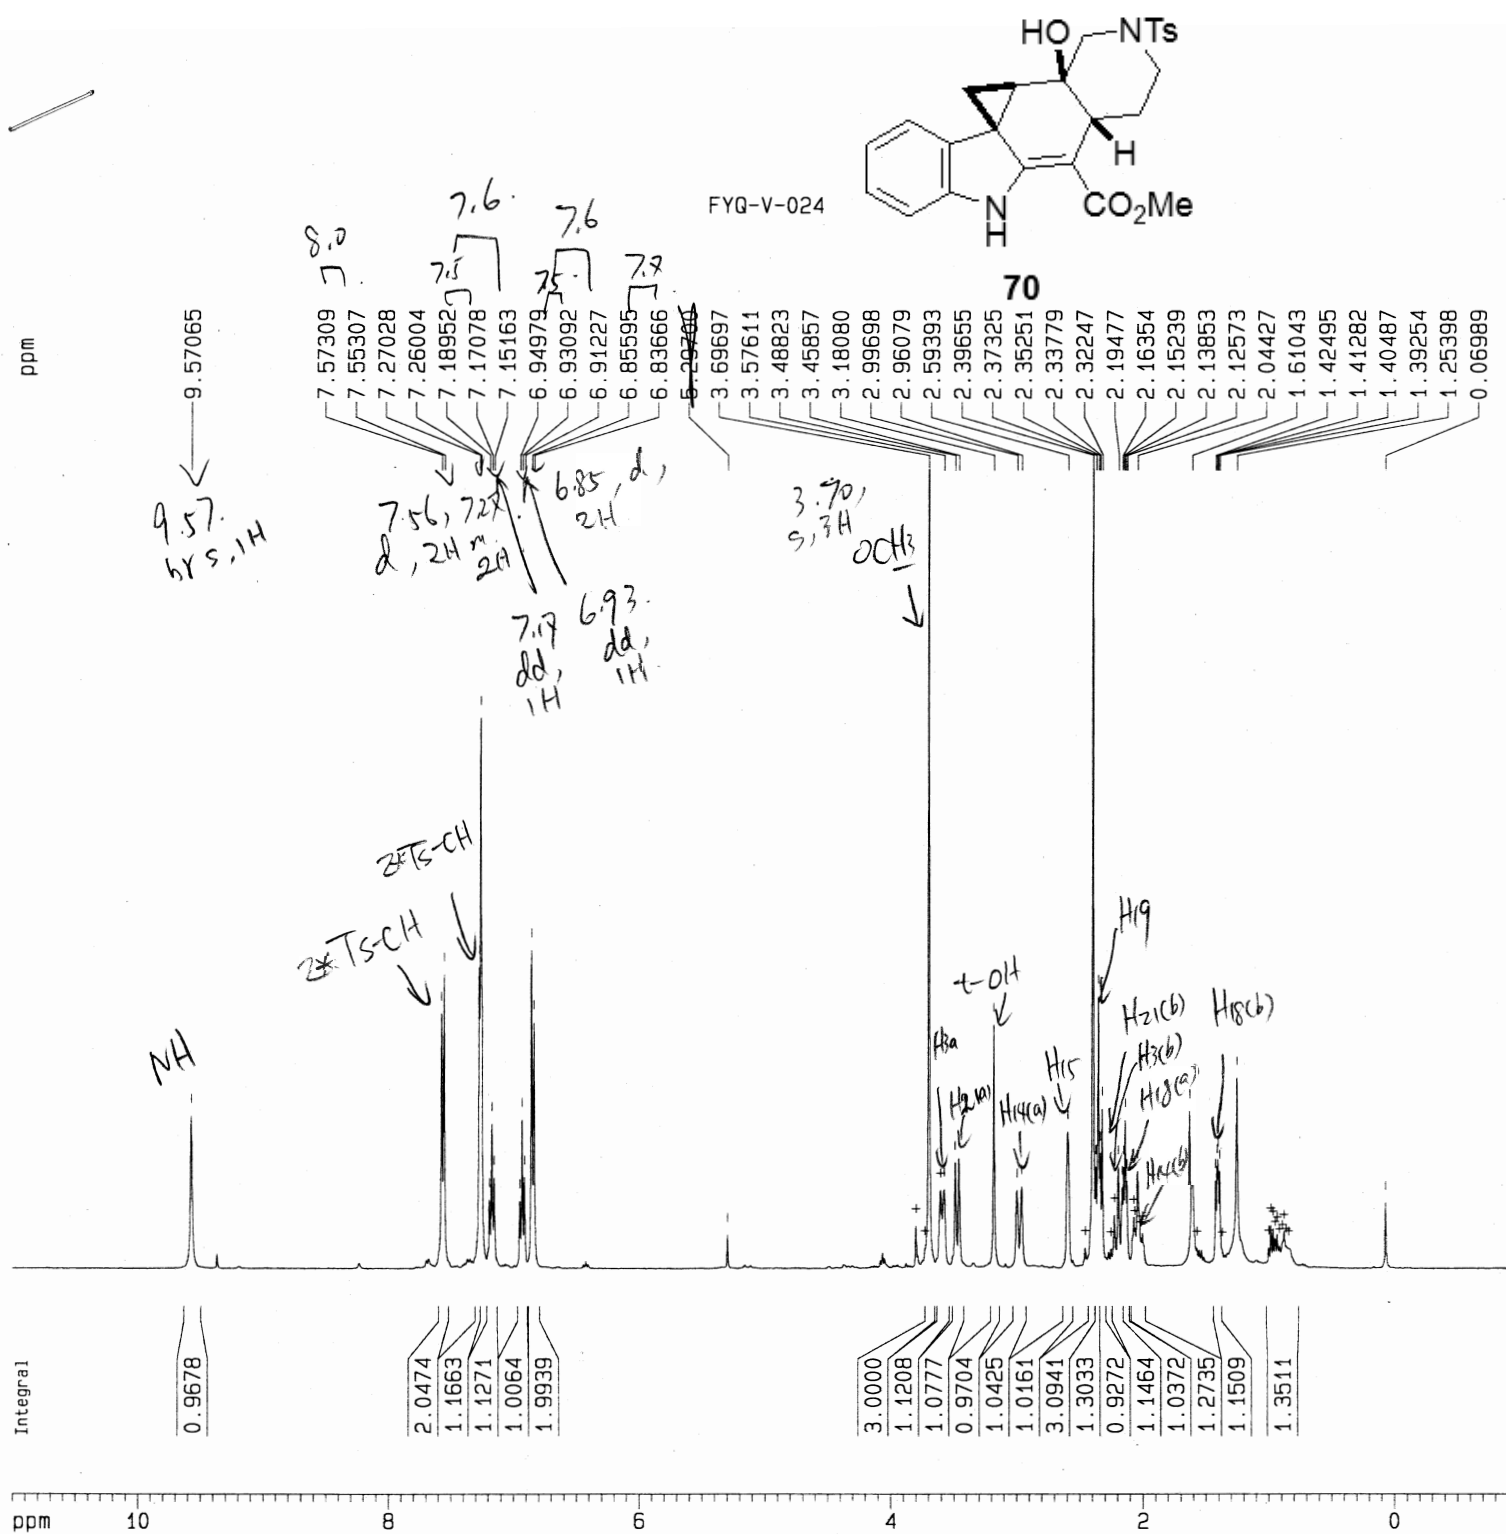 HO
NTs
H
N
H
CO₂Me
FYQ-V-024
70
8.0
7.5
7.6
7.5
7.6
7.7
ppm
9.57065
7.57309
7.55307
7.27028
7.26004
7.18952
7.17078
7.15163
6.94979
6.93092
6.91227
6.85595
6.83666
3.69697
3.57611
3.48823
3.45857
3.18080
2.99698
2.96079
2.59393
2.39655
2.37325
2.35251
2.33779
2.32247
2.19477
2.16354
2.15239
2.13853
2.12573
2.04427
1.61043
1.42495
1.41282
1.40487
1.39254
1.25398
0.06989
9.57.
br s, 1H
7.56,
d, 2H
7.27
m.
2H
6.85, d,
2H
7.17
dd,
1H
6.93.
dd,
1H
3.70,
s, 3H
OCH3
NH
2*Ts-CH
2*Ts-CH
H3a
H21(a)
t-OH
H14(a)
H15
H19
H21(b)
H3(b)
H18(a)
H14(b)
H18(b)
Integral
0.9678
2.0474
1.1663
1.1271
1.0064
1.9939
3.0000
1.1208
1.0777
0.9704
1.0425
1.0161
3.0941
1.3033
0.9272
1.1464
1.0372
1.2735
1.1509
1.3511
ppm 10 8 6 4 2 0